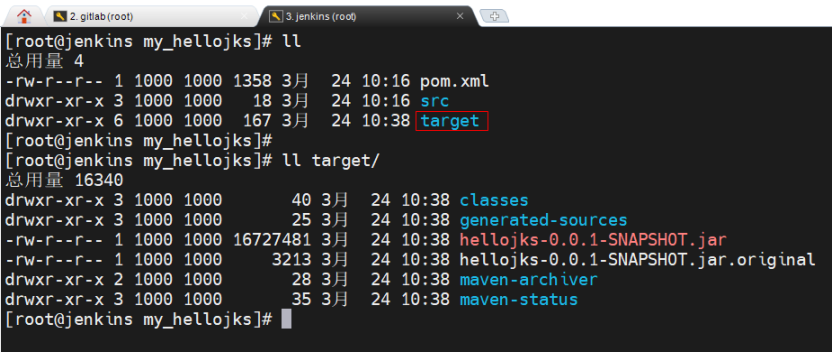 2. gitlab (root)
3. jenkins (root)
[root@jenkins my_hellojks]# ll
总用量 4
-rw-r--r-- 1 1000 1000 1358 3月  24 10:16 pom.xml
drwxr-xr-x 3 1000 1000   18 3月  24 10:16 src
drwxr-xr-x 6 1000 1000  167 3月  24 10:38 target
[root@jenkins my_hellojks]#
[root@jenkins my_hellojks]# ll target/
总用量 16340
drwxr-xr-x 3 1000 1000       40 3月  24 10:38 classes
drwxr-xr-x 3 1000 1000       25 3月  24 10:38 generated-sources
-rw-r--r-- 1 1000 1000 16727481 3月  24 10:38 hellojks-0.0.1-SNAPSHOT.jar
-rw-r--r-- 1 1000 1000     3213 3月  24 10:38 hellojks-0.0.1-SNAPSHOT.jar.original
drwxr-xr-x 2 1000 1000       28 3月  24 10:38 maven-archiver
drwxr-xr-x 3 1000 1000       35 3月  24 10:38 maven-status
[root@jenkins my_hellojks]#